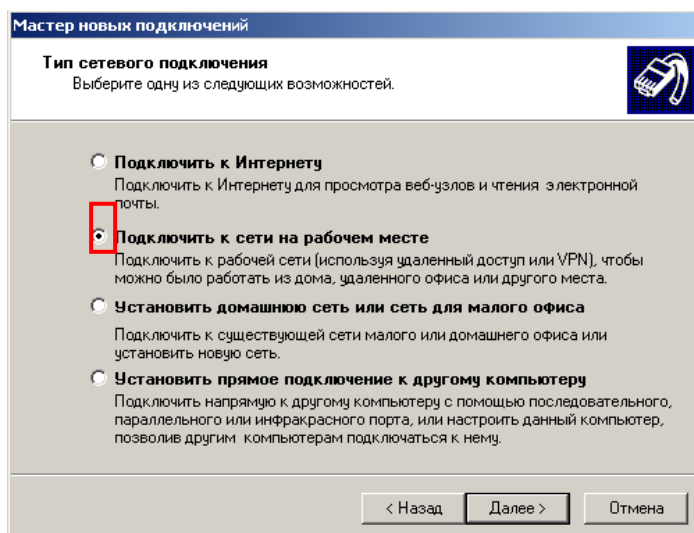 Мастер новых подключений
Тип сетевого подключения
Выберите одну из следующих возможностей.
Подключить к Интернету
Подключить к Интернету для просмотра веб-узлов и чтения электронной
почты.
Подключить к сети на рабочем месте
Подключить к рабочей сети (используя удаленный доступ или VPN), чтобы
можно было работать из дома, удаленного офиса или другого места.
Установить домашнюю сеть или сеть для малого офиса
Подключить к существующей сети малого или домашнего офиса или
установить новую сеть.
Установить прямое подключение к другому компьютеру
Подключить напрямую к другому компьютеру с помощью последовательного,
параллельного или инфракрасного порта, или настроить данный компьютер,
позволив другим компьютерам подключаться к нему.
< Назад Далее > Отмена